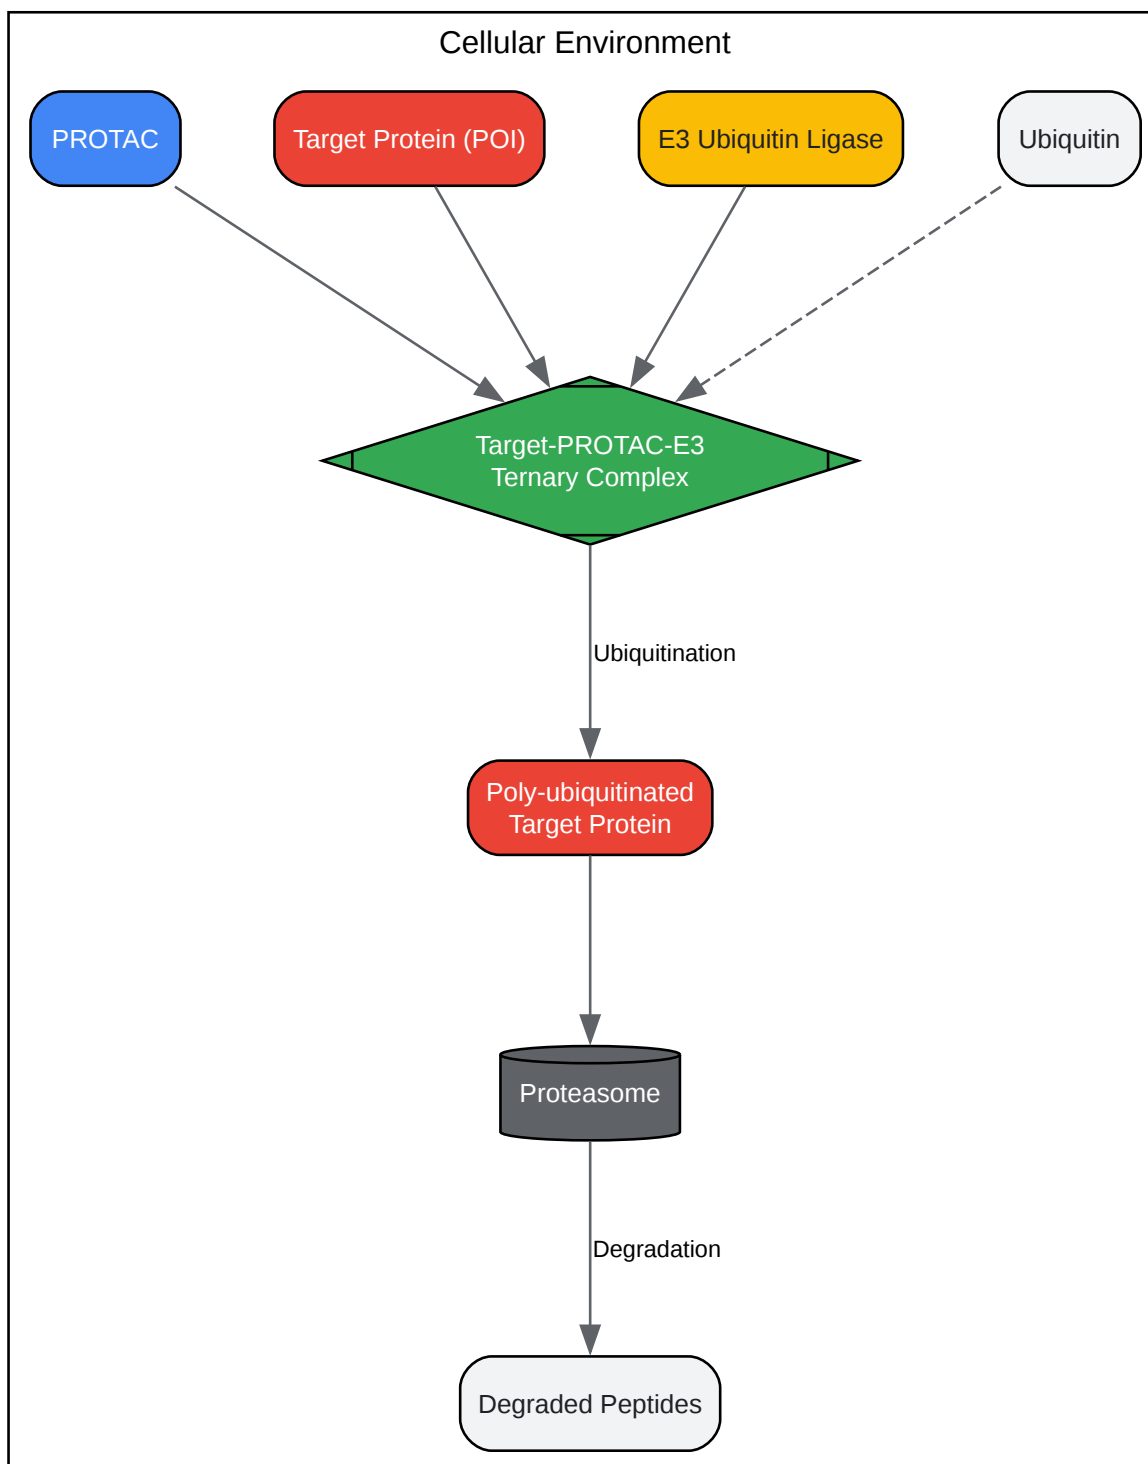 Cellular Environment
PROTAC
Target Protein (POI)
E3 Ubiquitin Ligase
Ubiquitin
Target-PROTAC-E3
Ternary Complex
Ubiquitination
Poly-ubiquitinated
Target Protein
Proteasome
Degradation
Degraded Peptides